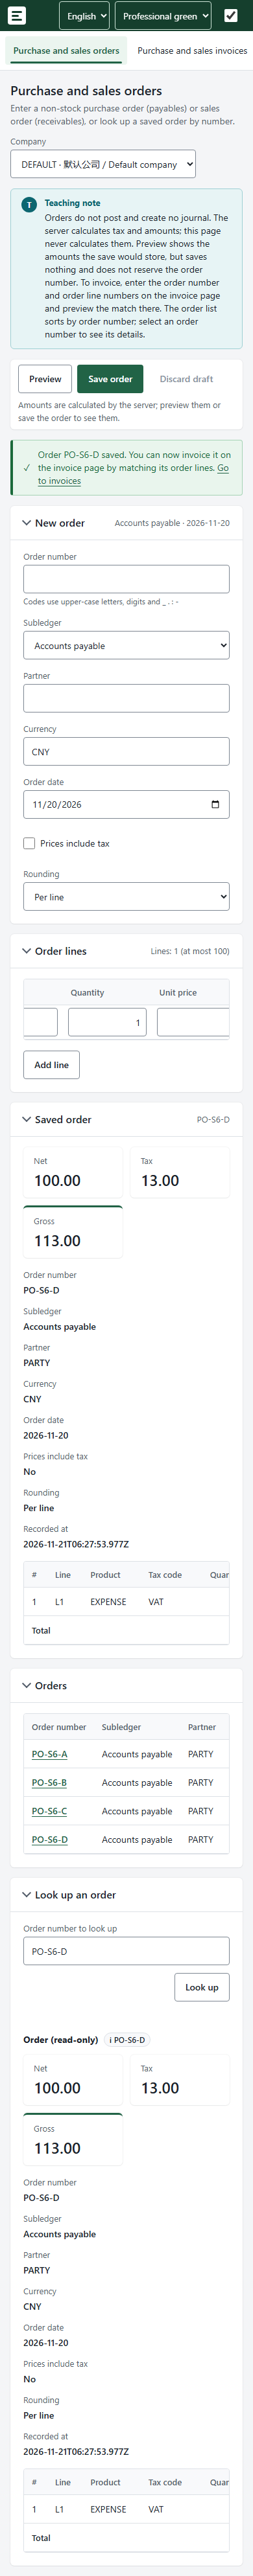 English
Professional green
Purchase and sales orders
Purchase and sales invoices
Purchase and sales orders
Enter a non-stock purchase order (payables) or sales
order (receivables), or look up a saved order by number.
Company
DEFAULT · 默认公司 / Default company
T
Teaching note
Orders do not post and create no journal. The
server calculates tax and amounts; this page
never calculates them. Preview shows the
amounts the save would store, but saves
nothing and does not reserve the order
number. To invoice, enter the order number
and order line numbers on the invoice page
and preview the match there. The order list
sorts by order number; select an order
number to see its details.
Preview
Save order
Discard draft
Amounts are calculated by the server; preview them or
save the order to see them.
✓ Order PO-S6-D saved. You can now invoice it on
the invoice page by matching its order lines. Go
to invoices
New order
Accounts payable · 2026-11-20
Order number
Codes use upper-case letters, digits and _ . : -
Subledger
Accounts payable
Partner
Currency
CNY
Order date
11/20/2026
Prices include tax
Rounding
Per line
Order lines
Lines: 1 (at most 100)
Quantity Unit price
1
Add line
Saved order
PO-S6-D
Net
100.00
Tax
13.00
Gross
113.00
Order number
PO-S6-D
Subledger
Accounts payable
Partner
PARTY
Currency
CNY
Order date
2026-11-20
Prices include tax
No
Rounding
Per line
Recorded at
2026-11-21T06:27:53.977Z
# Line Product Tax code Quar
1 L1 EXPENSE VAT
Total
Orders
Order number Subledger Partner
PO-S6-A Accounts payable PARTY
PO-S6-B Accounts payable PARTY
PO-S6-C Accounts payable PARTY
PO-S6-D Accounts payable PARTY
Look up an order
Order number to look up
PO-S6-D
Look up
Order (read-only)
i PO-S6-D
Net
100.00
Tax
13.00
Gross
113.00
Order number
PO-S6-D
Subledger
Accounts payable
Partner
PARTY
Currency
CNY
Order date
2026-11-20
Prices include tax
No
Rounding
Per line
Recorded at
2026-11-21T06:27:53.977Z
# Line Product Tax code Quar
1 L1 EXPENSE VAT
Total